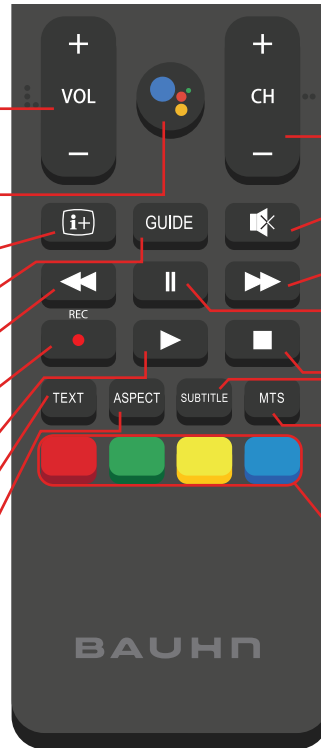 + +
VOL CH
− −
i+ GUIDE
REC
TEXT ASPECT SUBTITLE MTS
BAUHN